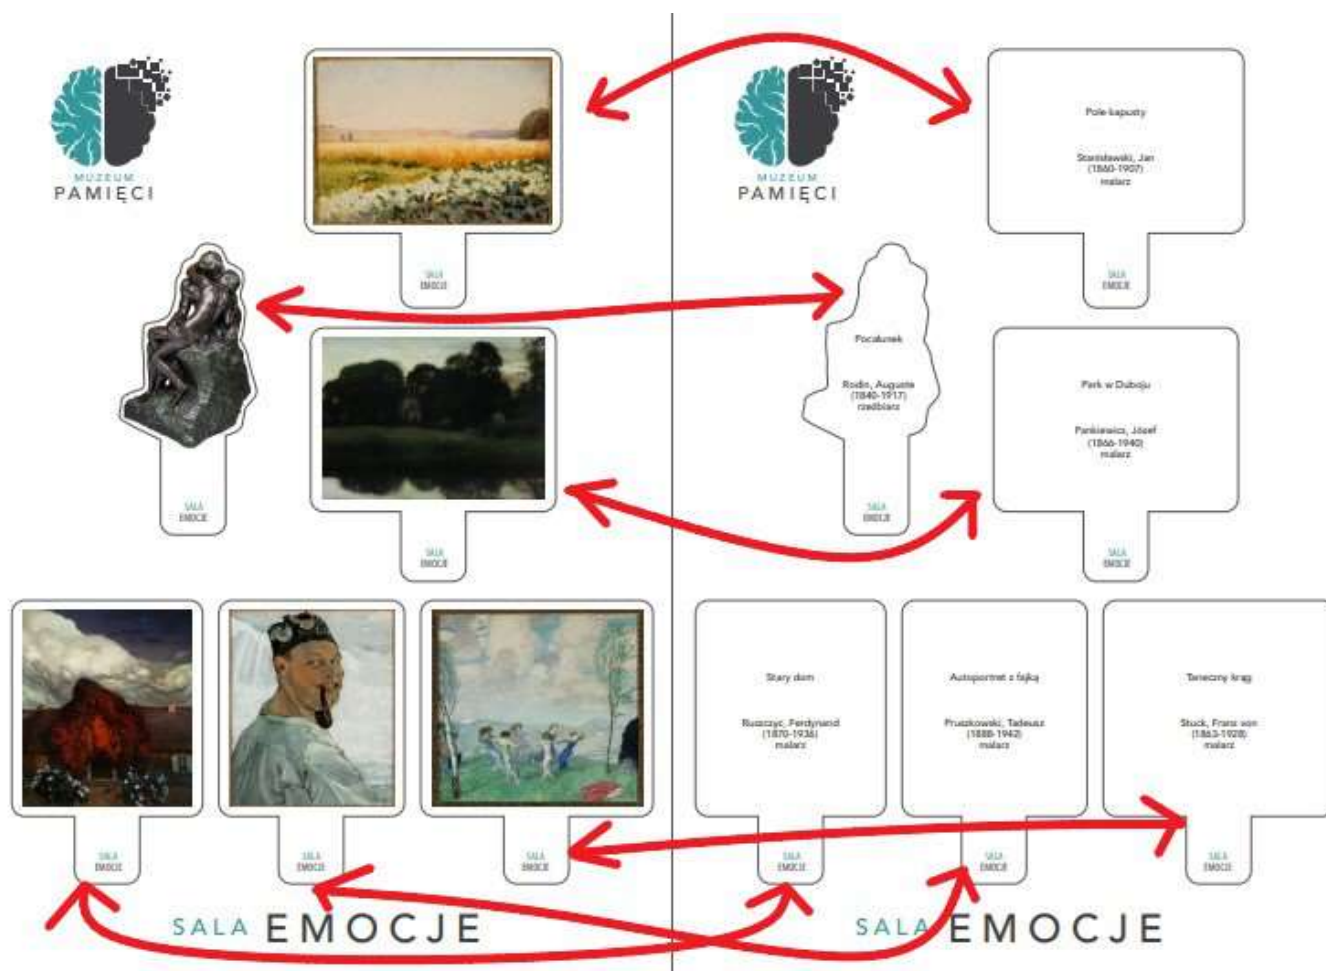 MUZEUM
PAMIĘCI
SALA
EMOCJE
SALA
EMOCJE
SALA
EMOCJE
SALA
EMOCJE
SALA
EMOCJE
SALA
EMOCJE
SALA EMOCJE
MUZEUM
PAMIĘCI
Pole kapusty
Stanisławski, Jan
(1860-1907)
malarz
SALA
EMOCJE
Pocałunek
Rodin, Auguste
(1840-1917)
rzeźbiarz
SALA
EMOCJE
Park w Duboju
Pankiewicz, Józef
(1866-1940)
malarz
SALA
EMOCJE
Stary dom
Ruszczyc, Ferdynand
(1870-1936)
malarz
SALA
EMOCJE
Autoportret z fajką
Pruszkowski, Tadeusz
(1888-1942)
malarz
SALA
EMOCJE
Taneczny krąg
Stuck, Franz von
(1863-1928)
malarz
SALA
EMOCJE
SALA EMOCJE